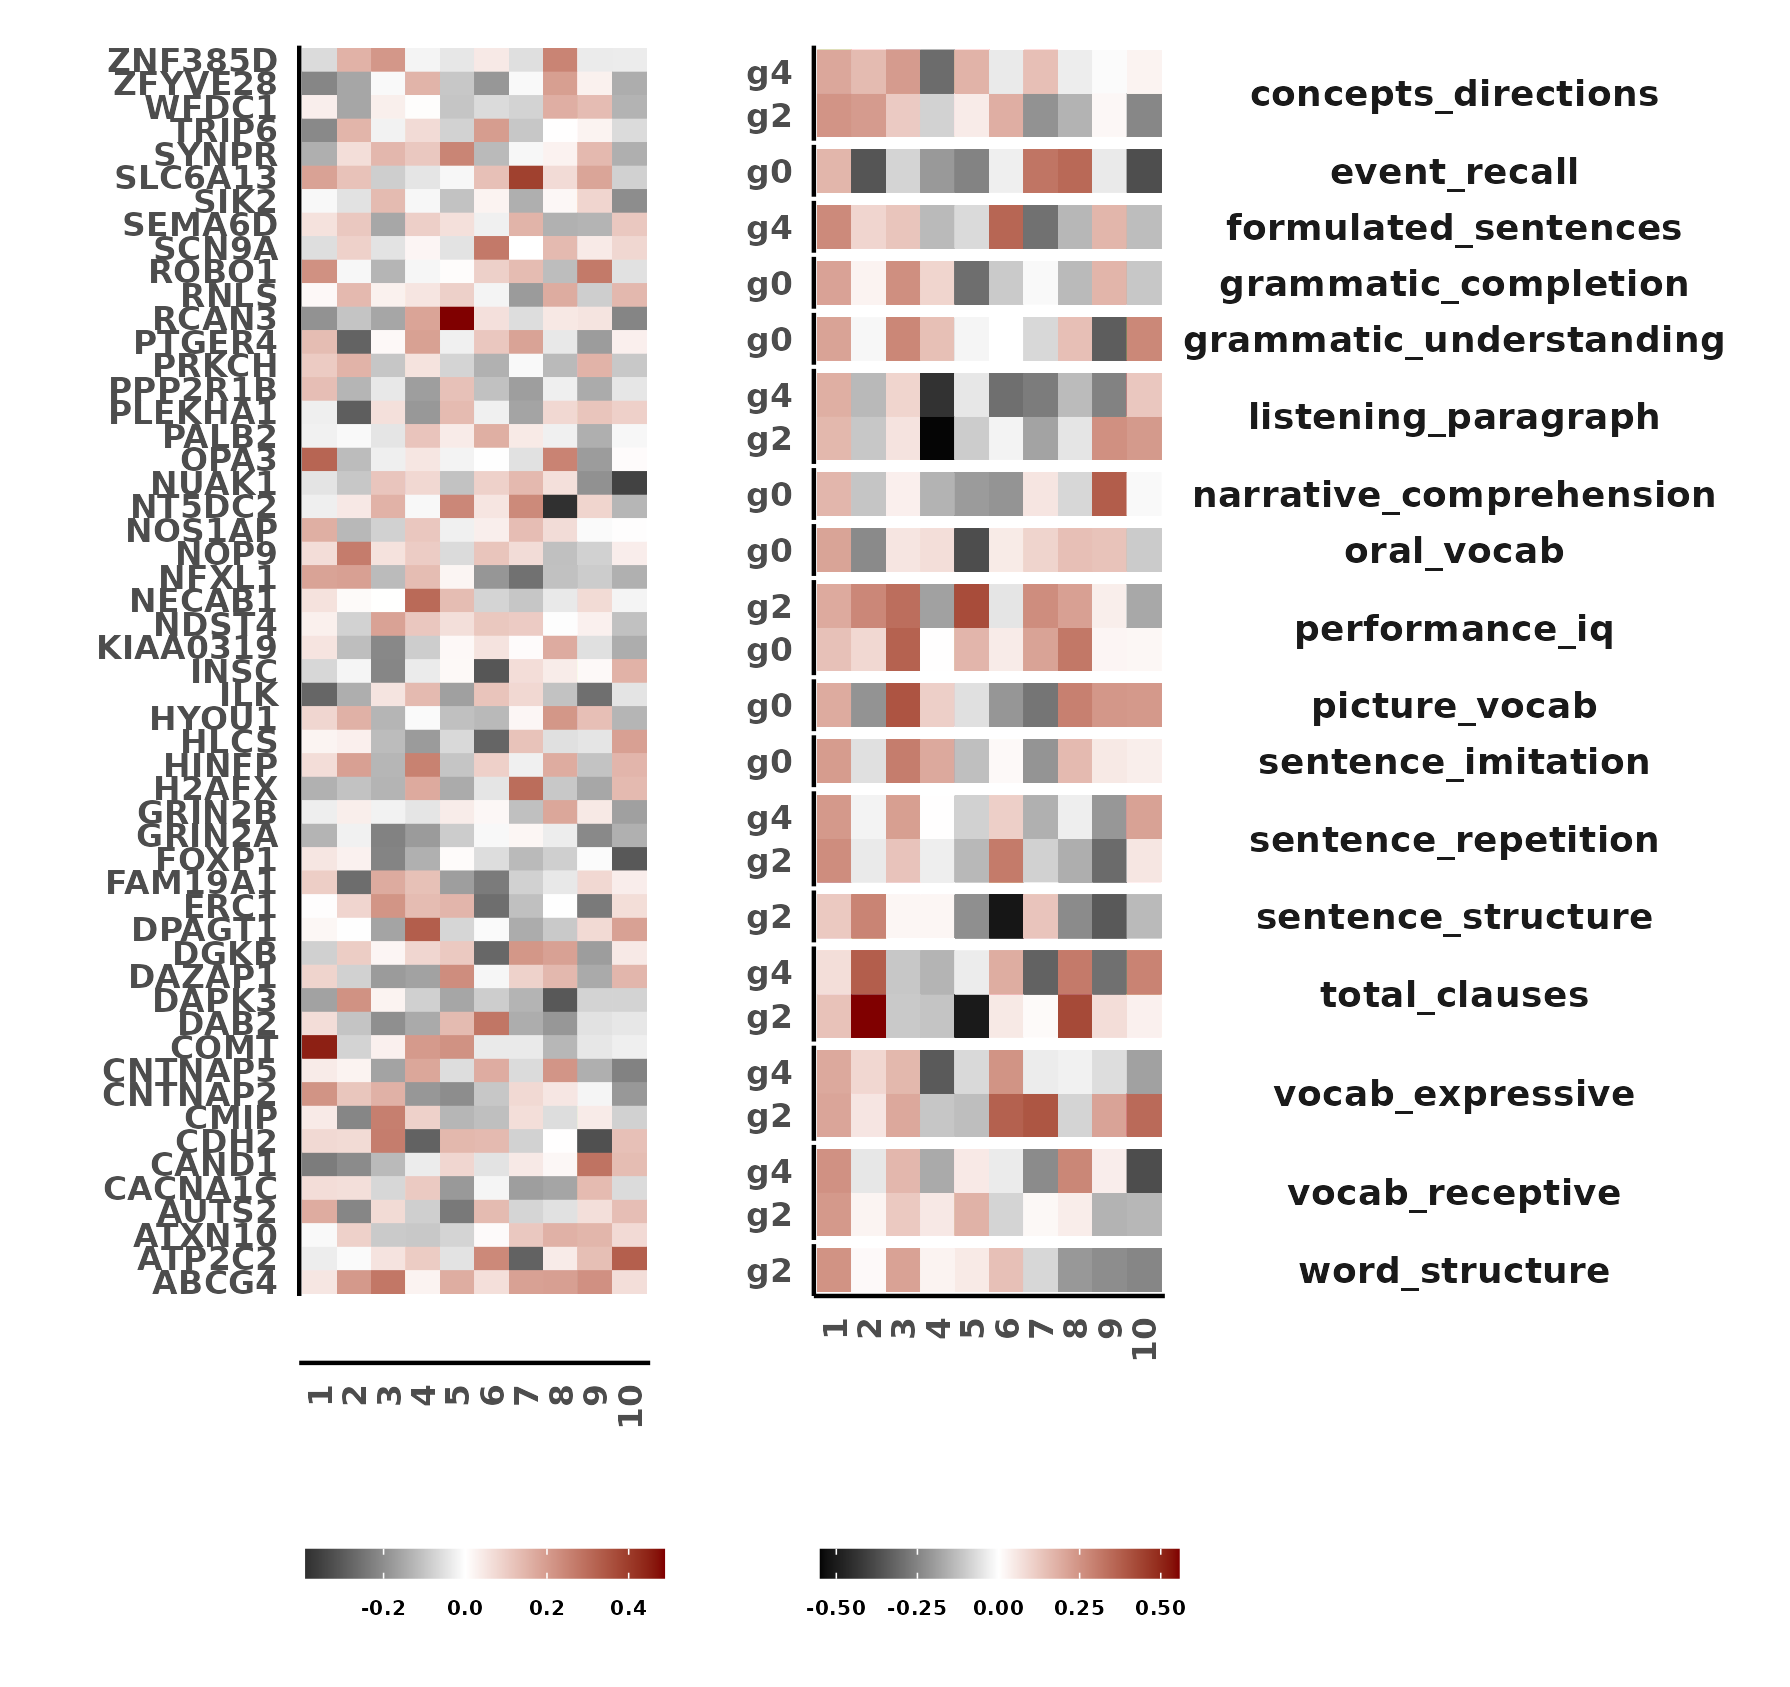 ZNF385D
ZFYVE28
WFDC1
TRIP6
SYNPR
SLC6A13
SIK2
SEMA6D
SCN9A
ROBO1
RNLS
RCAN3
PTGER4
PRKCH
PPP2R1B
PLEKHA1
PALB2
OPA3
NUAK1
NT5DC2
NOS1AP
NOP9
NFXL1
NECAB1
NDST4
KIAA0319
INSC
ILK
HYOU1
HLCS
HINFP
H2AFX
GRIN2B
GRIN2A
FOXP1
FAM19A1
ERC1
DPAGT1
DGKB
DAZAP1
DAPK3
DAB2
COMT
CNTNAP5
CNTNAP2
CMIP
CDH2
CAND1
CACNA1C
AUTS2
ATXN10
ATP2C2
ABCG4
1 2 3 4 5 6 7 8 9 10
-0.2 0.0 0.2 0.4
g4
g2
concepts_directions
g0
event_recall
g4
formulated_sentences
g0
grammatic_completion
g0
grammatic_understanding
g4
g2
listening_paragraph
g0
narrative_comprehension
g0
oral_vocab
g2
g0
performance_iq
g0
picture_vocab
g0
sentence_imitation
g4
g2
sentence_repetition
g2
sentence_structure
g4
g2
total_clauses
g4
g2
vocab_expressive
g4
g2
vocab_receptive
g2
word_structure
1 2 3 4 5 6 7 8 9 10
-0.50 -0.25 0.00 0.25 0.50